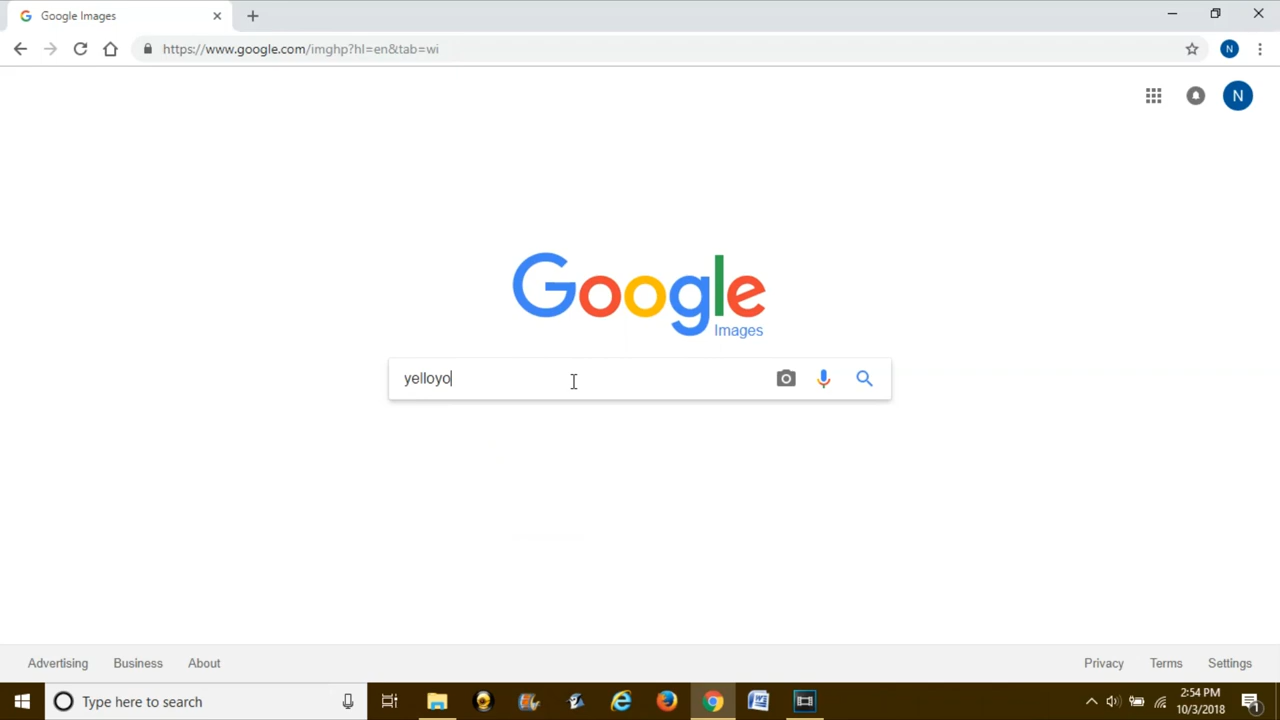 Google Images
https://www.google.com/imghp?hl=en&tab=wi
N
N
Google
Images
yelloyo
Advertising Business About
Privacy Terms Settings
Type here to search
2:54 PM
10/3/2018
1